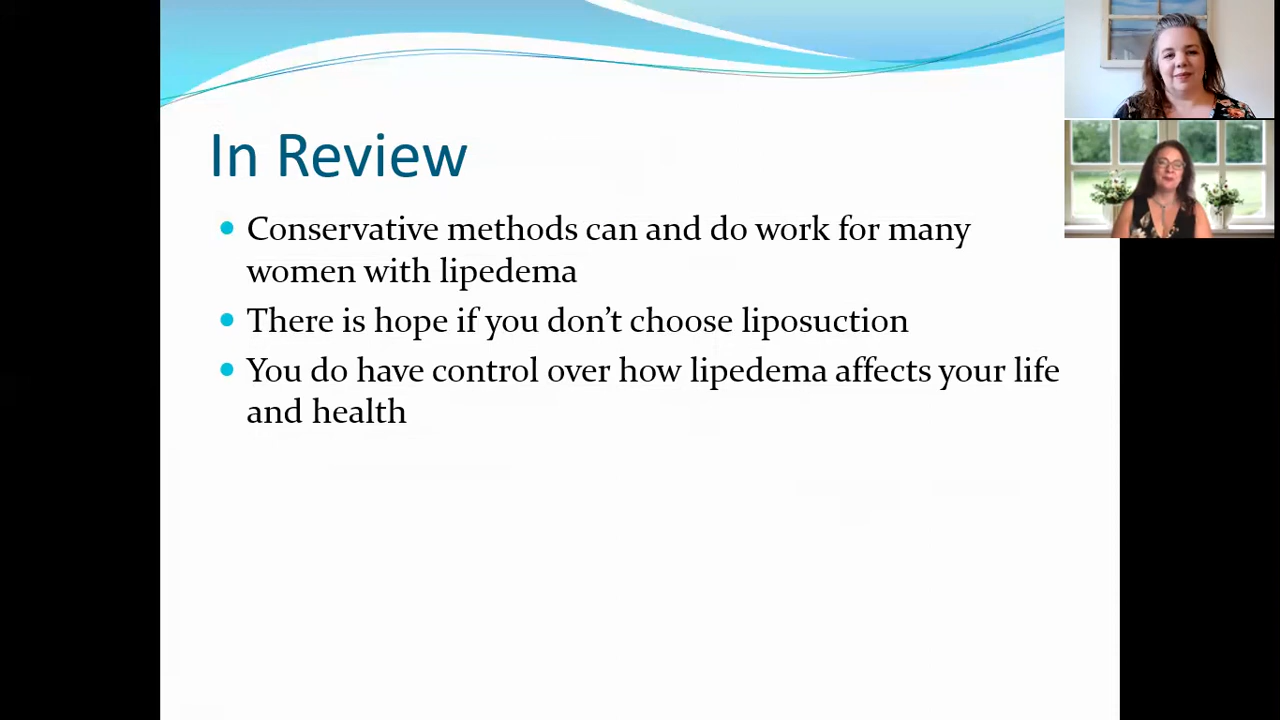 In Review
Conservative methods can and do work for many
women with lipedema
There is hope if you don’t choose liposuction
You do have control over how lipedema affects your life
and health